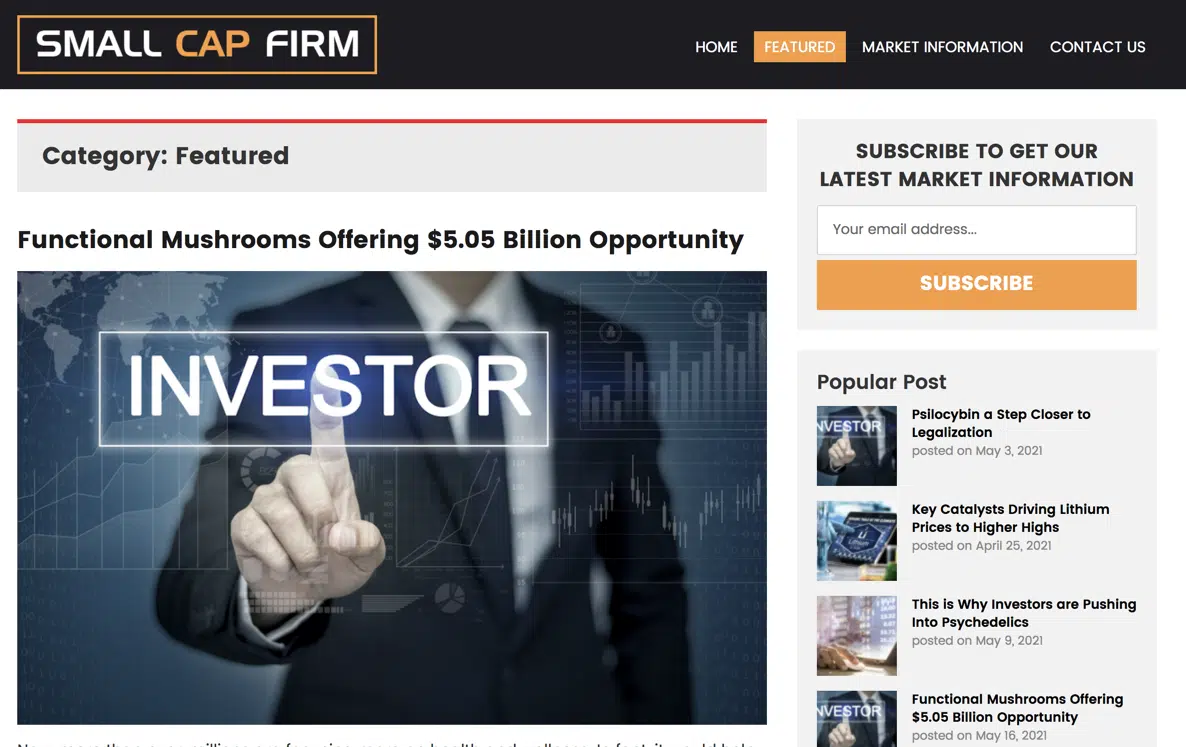 SMALL CAP FIRM
HOME FEATURED MARKET INFORMATION CONTACT US
Category: Featured
Functional Mushrooms Offering $5.05 Billion Opportunity
INVESTOR
SUBSCRIBE TO GET OUR
LATEST MARKET INFORMATION
Your email address...
SUBSCRIBE
Popular Post
INVESTOR
Psilocybin a Step Closer to
Legalization
posted on May 3, 2021
Key Catalysts Driving Lithium
Prices to Higher Highs
posted on April 25, 2021
This is Why Investors are Pushing
Into Psychedelics
posted on May 9, 2021
INVESTOR
Functional Mushrooms Offering
$5.05 Billion Opportunity
posted on May 16, 2021